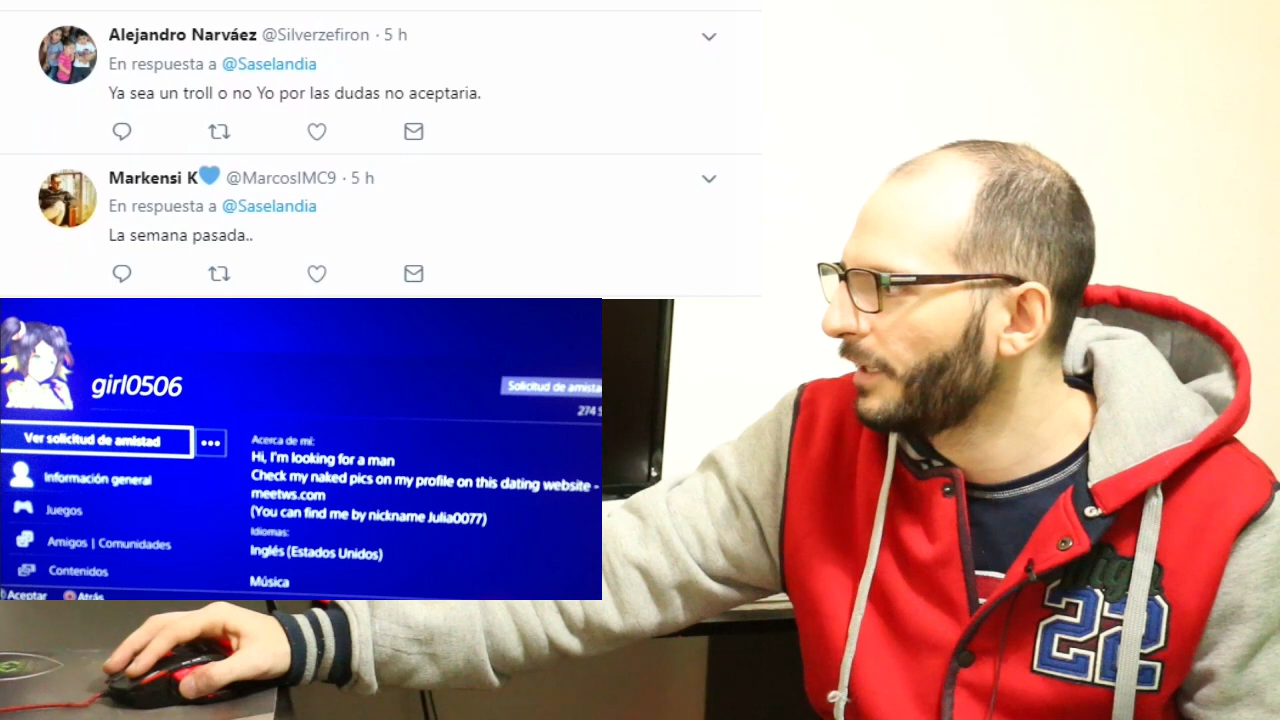 Alejandro Narváez @Silverzefiron · 5 h
En respuesta a @Saselandia
Ya sea un troll o no Yo por las dudas no aceptaria.
Markensi K💙 @MarcosIMC9 · 5 h
En respuesta a @Saselandia
La semana pasada..
girl0506
Solicitud de amista
274
Ver solicitud de amistad
•••
Información general
Juegos
Amigos | Comunidades
Contenidos
Aceptar Atrás
Acerca de mí:
Hi, I'm looking for a man
Check my naked pics on my profile on this dating website -
meetws.com
(You can find me by nickname Julia0077)
Idiomas:
Inglés (Estados Unidos)
Música
22